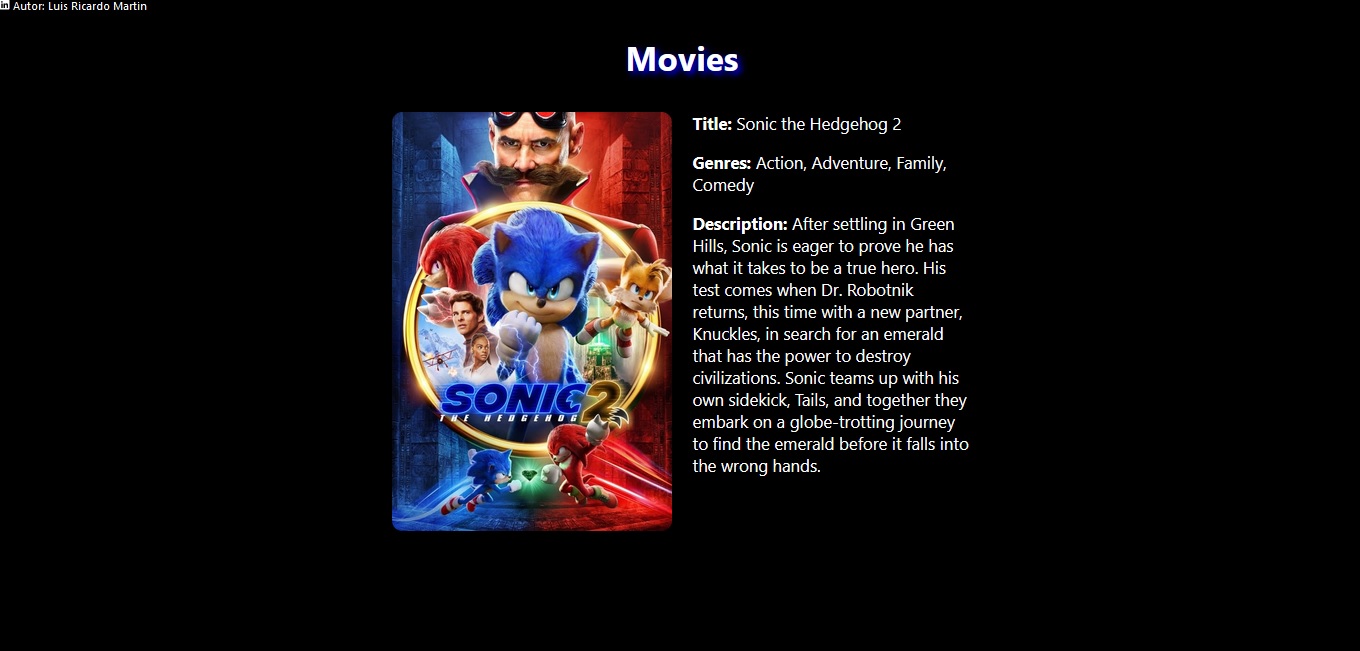 in Autor: Luis Ricardo Martin
Movies
Title: Sonic the Hedgehog 2
Genres: Action, Adventure, Family,
Comedy
Description: After settling in Green
Hills, Sonic is eager to prove he has
what it takes to be a true hero. His
test comes when Dr. Robotnik
returns, this time with a new partner,
Knuckles, in search for an emerald
that has the power to destroy
civilizations. Sonic teams up with his
own sidekick, Tails, and together they
embark on a globe-trotting journey
to find the emerald before it falls into
the wrong hands.
SONIC 2
THE HEDGEHOG